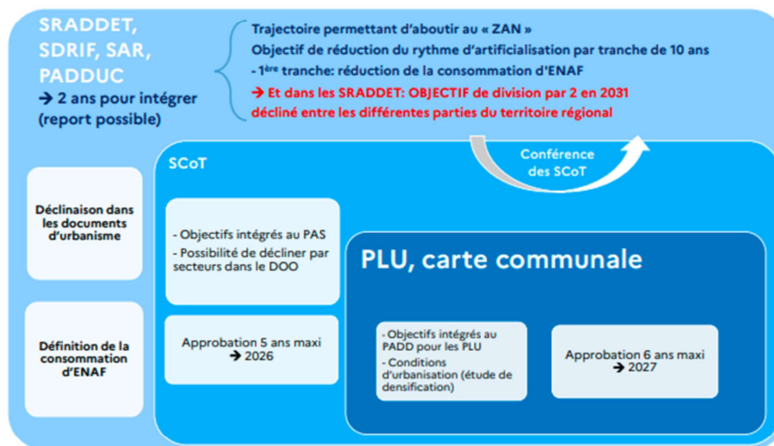 SRADDET,
SDRIF, SAR,
PADDUC
→ 2 ans pour intégrer
(report possible)
Trajectoire permettant d'aboutir au « ZAN »
Objectif de réduction du rythme d'artificialisation par tranche de 10 ans
- 1ère tranche: réduction de la consommation d'ENAF
→ Et dans les SRADDET: OBJECTIF de division par 2 en 2031
décliné entre les différentes parties du territoire régional
Conférence
des SCoT
SCoT
Déclinaison dans
les documents
d'urbanisme
- Objectifs intégrés au PAS
- Possibilité de décliner par
secteurs dans le DOO
PLU, carte communale
Définition de la
consommation
d'ENAF
Approbation 5 ans maxi
→ 2026
- Objectifs intégrés au
PADD pour les PLU
- Conditions
d'urbanisation (étude de
densification)
Approbation 6 ans maxi
→ 2027